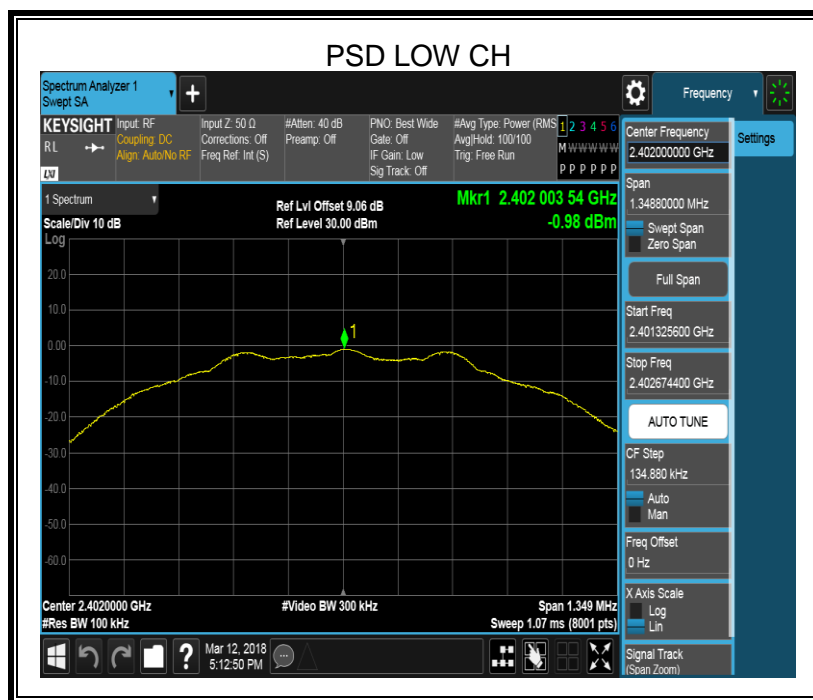 PSD LOW CH
Spectrum Analyzer 1
Swept SA
+
Frequency
KEYSIGHT
RL
LXI
Input: RF
Coupling: DC
Align: Auto/No RF
Input Z: 50 Ω
Corrections: Off
Freq Ref: Int (S)
#Atten: 40 dB
Preamp: Off
PNO: Best Wide
Gate: Off
IF Gain: Low
Sig Track: Off
#Avg Type: Power (RMS
Avg|Hold: 100/100
Trig: Free Run
1 2 3 4 5 6
M W W W W W
P P P P P P
Center Frequency
2.402000000 GHz
Settings
Span
1.34880000 MHz
Swept Span
Zero Span
Full Span
Start Freq
2.401325600 GHz
Stop Freq
2.402674400 GHz
AUTO TUNE
CF Step
134.880 kHz
Auto
Man
Freq Offset
0 Hz
X Axis Scale
Log
Lin
Signal Track
(Span Zoom)
1 Spectrum
Scale/Div 10 dB
Ref Lvl Offset 9.06 dB
Ref Level 30.00 dBm
Mkr1 2.402 003 54 GHz
-0.98 dBm
Log
20.0
10.0
0.00
-10.0
-20.0
-30.0
-40.0
-50.0
-60.0
1
Center 2.4020000 GHz
#Res BW 100 kHz
#Video BW 300 kHz
Span 1.349 MHz
Sweep 1.07 ms (8001 pts)
?
Mar 12, 2018
5:12:50 PM